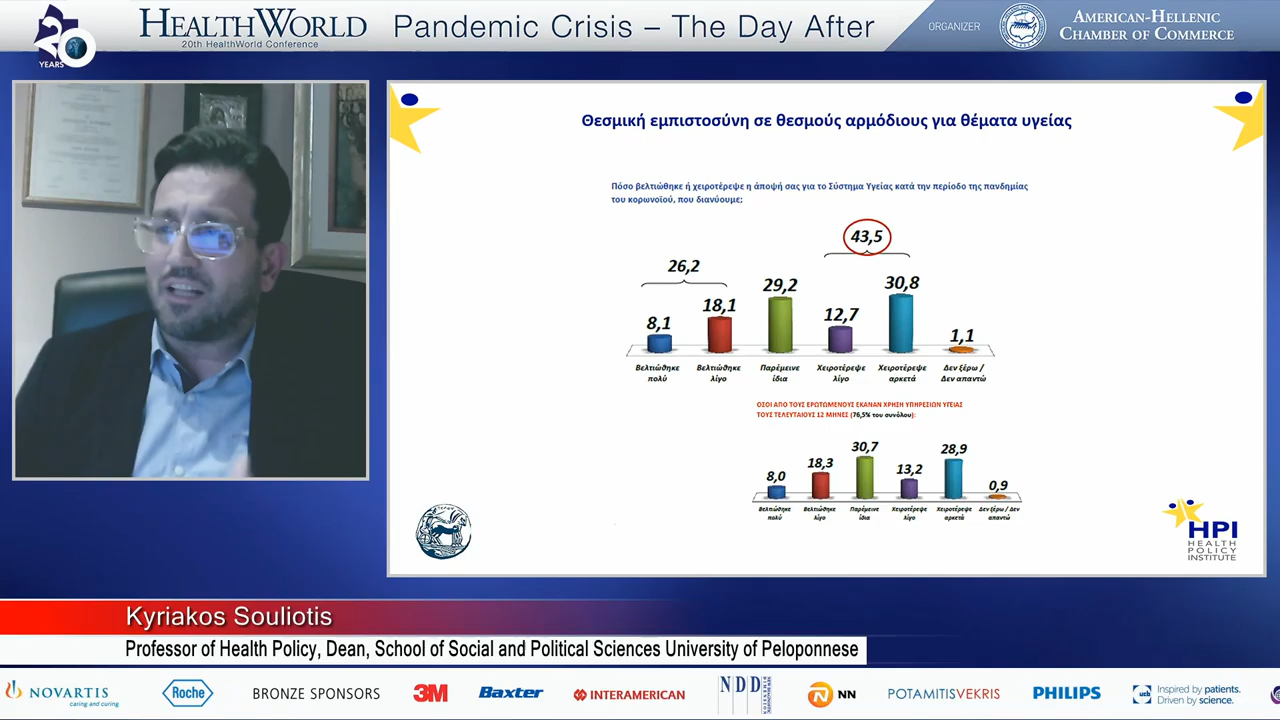 20 YEARS
HEALTHWORLD
20th HealthWorld Conference
Pandemic Crisis – The Day After
ORGANIZER
AMERICAN-HELLENIC
CHAMBER OF COMMERCE
Θεσμική εμπιστοσύνη σε θεσμούς αρμόδιους για θέματα υγείας
Πόσο βελτιώθηκε ή χειροτέρεψε η άποψή σας για το Σύστημα Υγείας κατά την περίοδο της πανδημίας
του κορωνοϊού, που διανύουμε;
43,5
26,2
8,1 18,1 29,2 12,7 30,8 1,1
Βελτιώθηκε Βελτιώθηκε Παρέμεινε Χειροτέρεψε Χειροτέρεψε Δεν ξέρω /
πολύ λίγο ίδια λίγο αρκετά Δεν απαντώ
ΟΣΟΙ ΑΠΟ ΤΟΥΣ ΕΡΩΤΩΜΕΝΟΥΣ ΕΚΑΝΑΝ ΧΡΗΣΗ ΥΠΗΡΕΣΙΩΝ ΥΓΕΙΑΣ
ΤΟΥΣ ΤΕΛΕΥΤΑΙΟΥΣ 12 ΜΗΝΕΣ (76,5% του συνόλου):
8,0 18,3 30,7 13,2 28,9 0,9
Βελτιώθηκε Βελτιώθηκε Παρέμεινε Χειροτέρεψε Χειροτέρεψε Δεν ξέρω / Δεν
πολύ λίγο ίδια λίγο αρκετά απαντώ
HPI
HEALTH
POLICY
INSTITUTE
Kyriakos Souliotis
Professor of Health Policy, Dean, School of Social and Political Sciences University of Peloponnese
NOVARTIS
caring and curing
Roche
BRONZE SPONSORS
3M
Baxter
INTERAMERICAN
NDD
NN
POTAMITISVEKRIS
PHILIPS
ucb
Inspired by patients.
Driven by science.